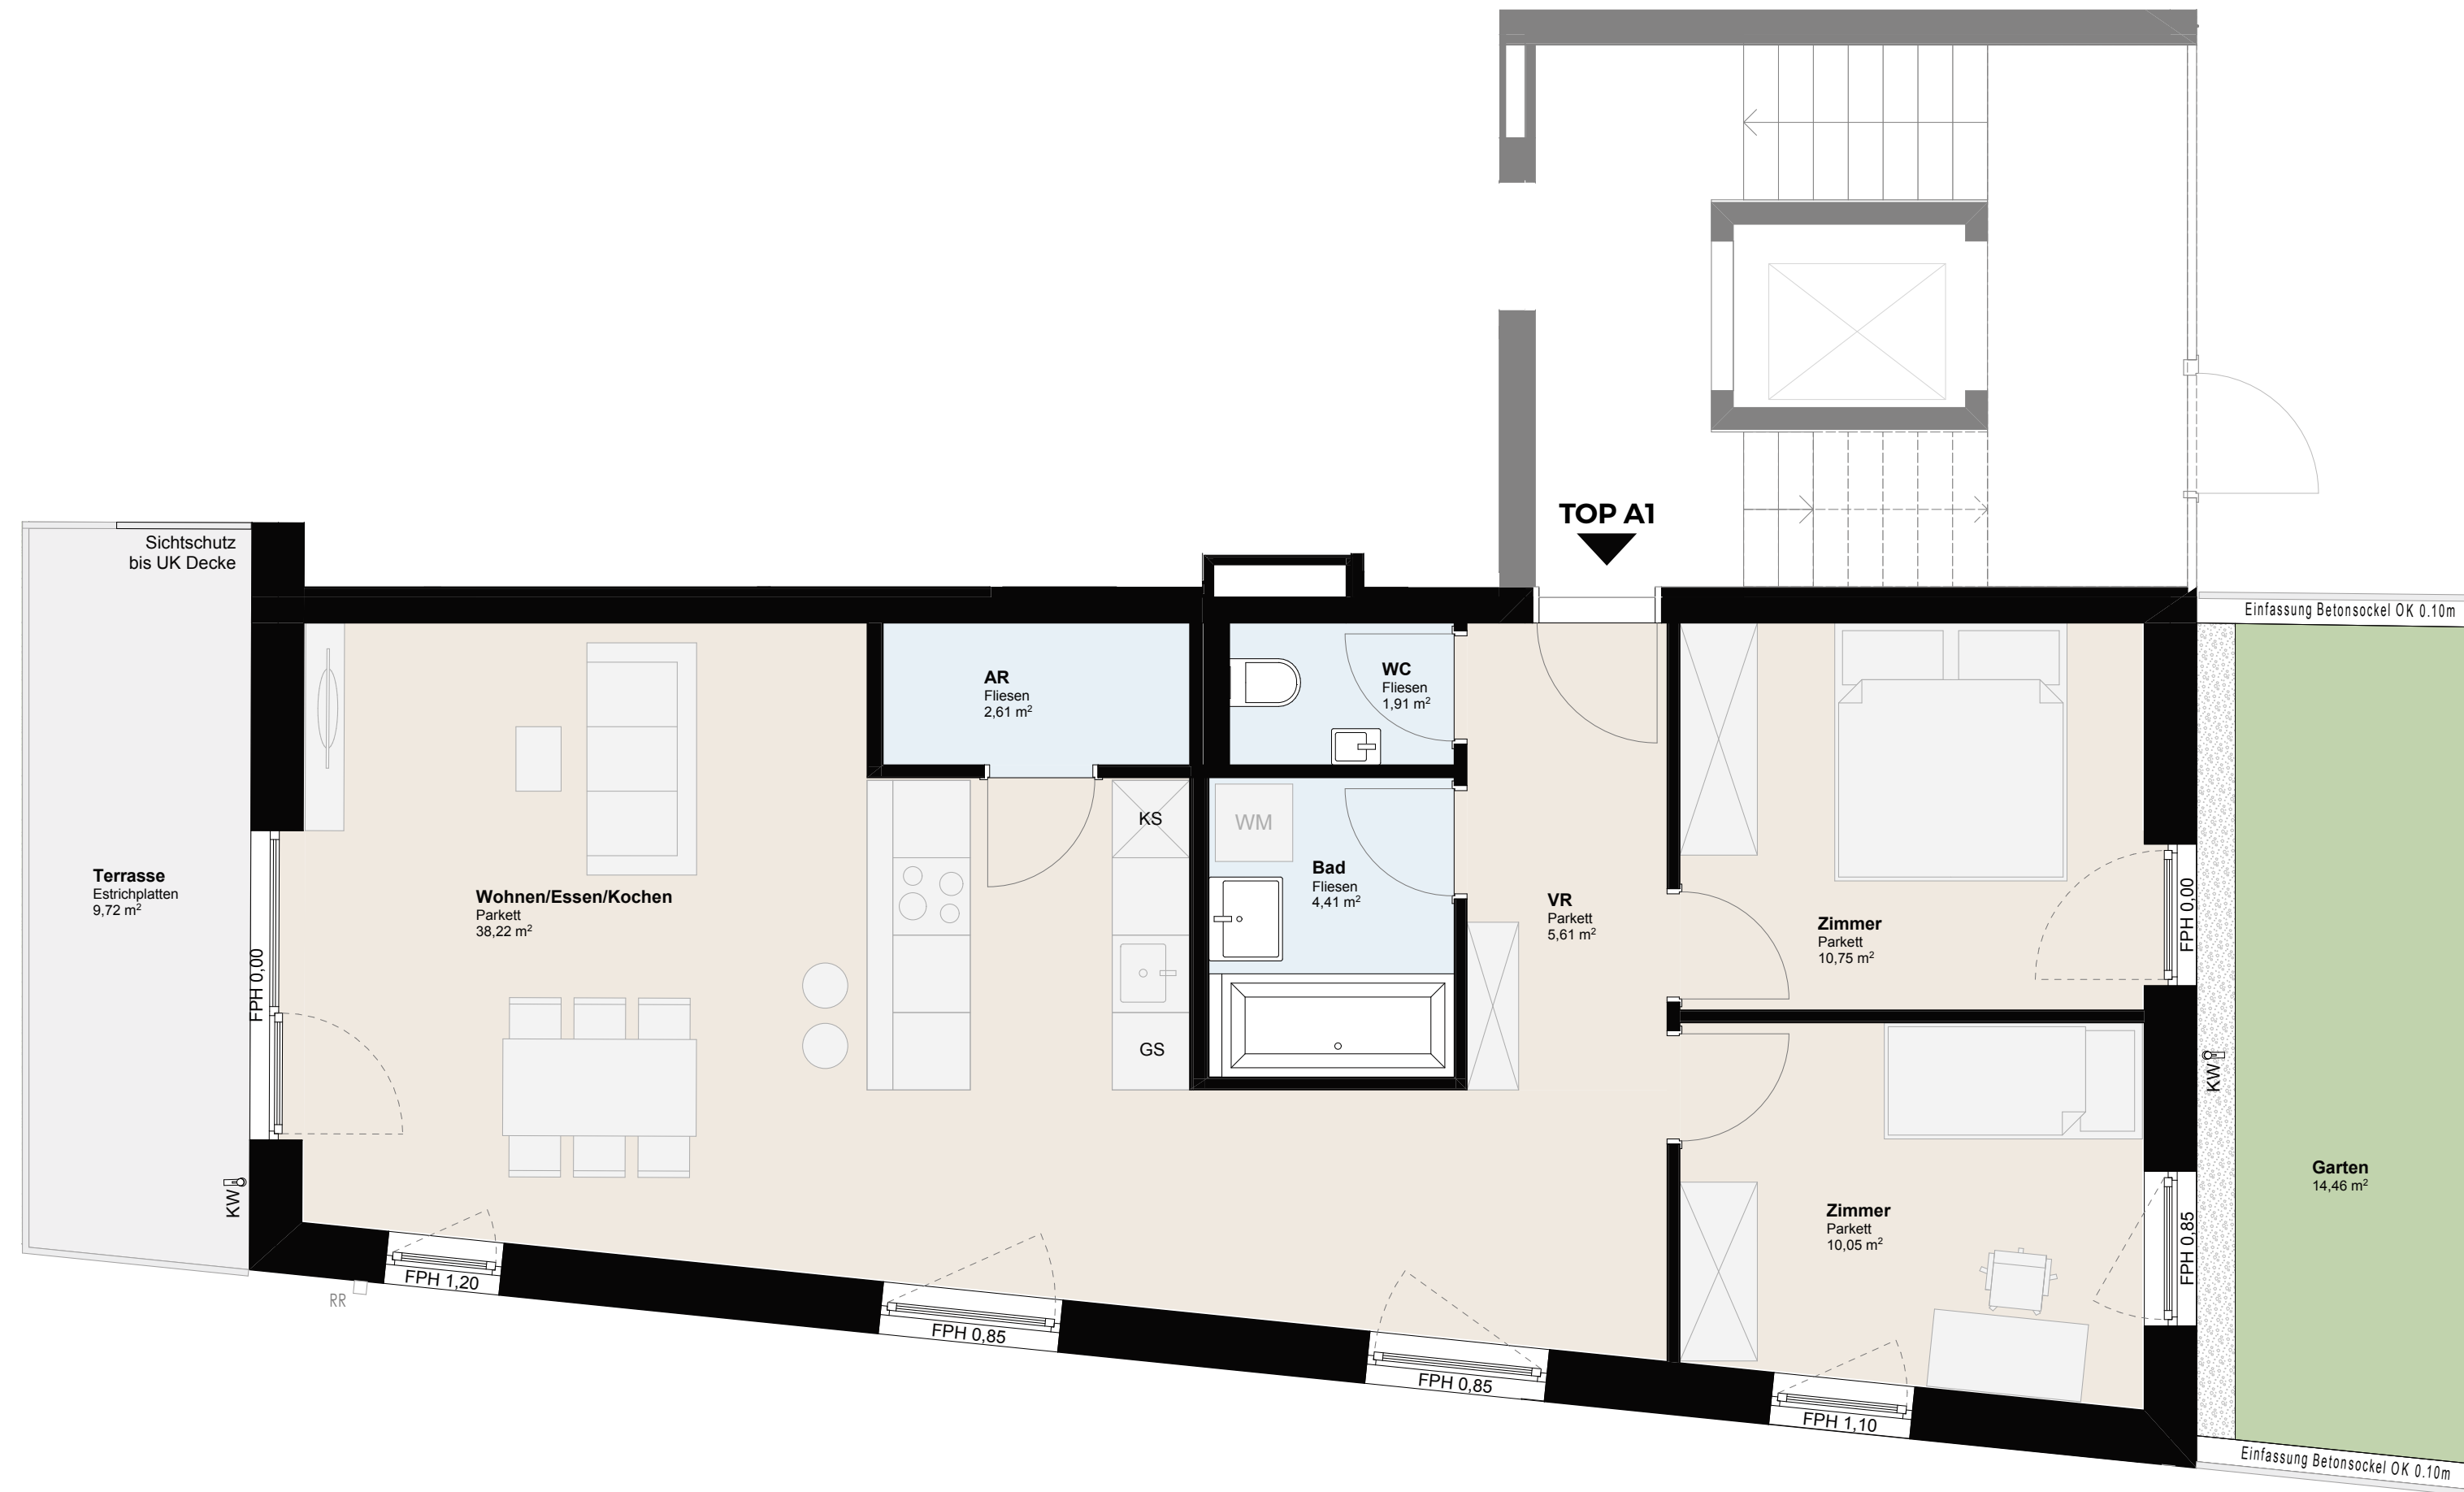 TOP A1
Sichtschutz
bis UK Decke
Einfassung Betonsockel OK 0.10m
AR
Fliesen
2,61 m²
WC
Fliesen
1,91 m²
KS
WM
Bad
Fliesen
4,41 m²
Terrasse
Estrichplatten
9,72 m²
Wohnen/Essen/Kochen
Parkett
38,22 m²
VR
Parkett
5,61 m²
Zimmer
Parkett
10,75 m²
FPH 0,00
FPH 0,00
GS
KW
KW
Garten
14,46 m²
Zimmer
Parkett
10,05 m²
FPH 0,85
FPH 1,20
RR
FPH 0,85
FPH 0,85
FPH 1,10
Einfassung Betonsockel OK 0.10m